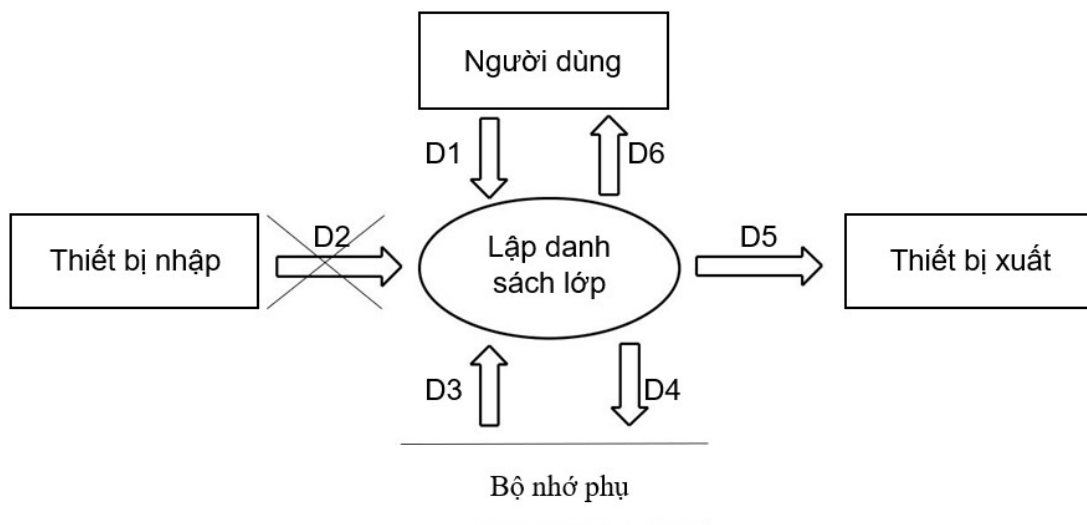 Người dùng
D1
D6
Thiết bị nhập
D2
Lập danh
sách lớp
D5
Thiết bị xuất
D3
D4
Bộ nhớ phụ